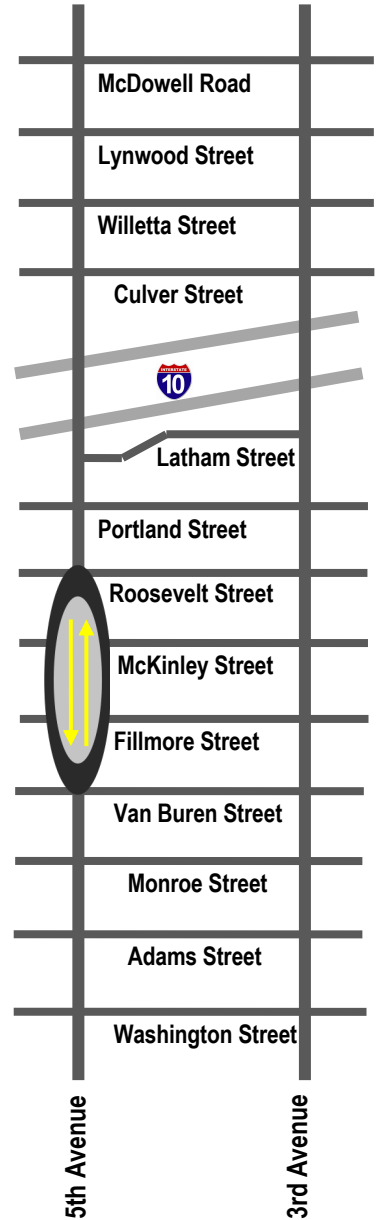 McDowell Road
Lynwood Street
Willetta Street
Culver Street
INTERSTATE
10
Latham Street
Portland Street
Roosevelt Street
McKinley Street
Fillmore Street
Van Buren Street
Monroe Street
Adams Street
Washington Street
5th Avenue
3rd Avenue